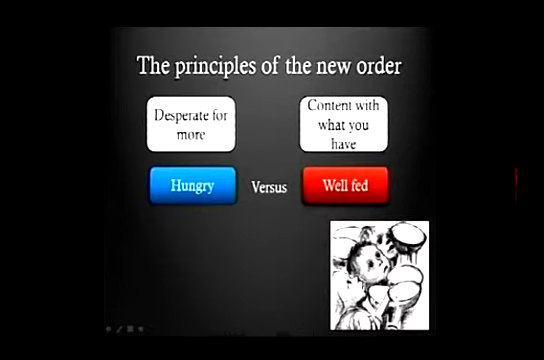 The principles of the new order
Desperate for
more
Content with
what you
have
Hungry
Versus
Well fed